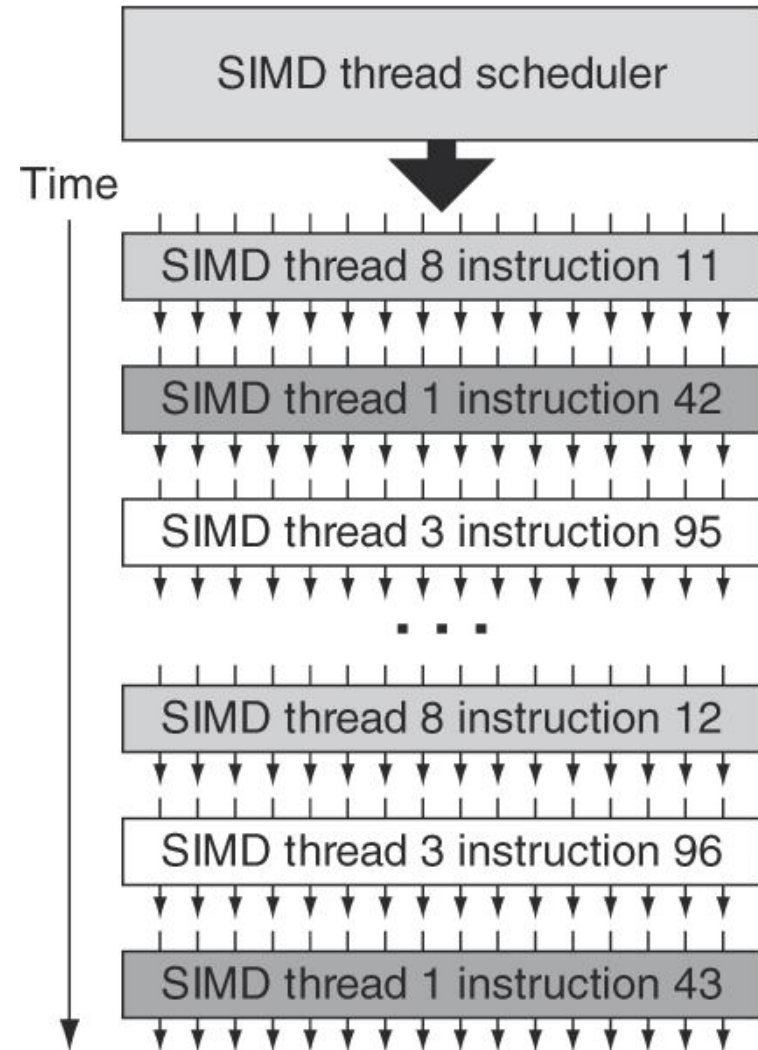 SIMD thread scheduler
Time
SIMD thread 8 instruction 11
SIMD thread 1 instruction 42
SIMD thread 3 instruction 95
. . .
SIMD thread 8 instruction 12
SIMD thread 3 instruction 96
SIMD thread 1 instruction 43